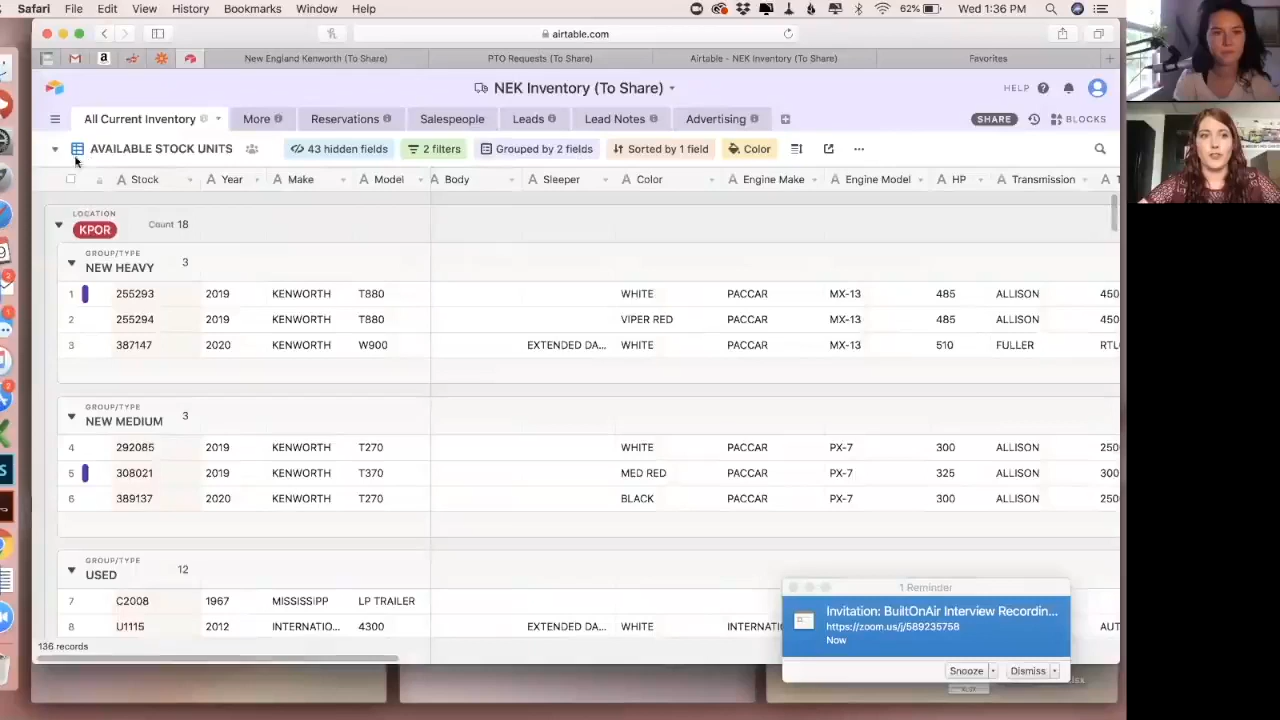 Safari File Edit View History Bookmarks Window Help 62% Wed 1:36 PM
airtable.com
New England Kenworth (To Share) PTO Requests (To Share) Airtable - NEK Inventory (To Share) Favorites
NEK Inventory (To Share) HELP
All Current Inventory More Reservations Salespeople Leads Lead Notes Advertising SHARE BLOCKS
AVAILABLE STOCK UNITS 43 hidden fields 2 filters Grouped by 2 fields Sorted by 1 field Color
Stock Year Make Model Body Sleeper Color Engine Make Engine Model HP Transmission
LOCATION
KPOR Count 18
GROUP/TYPE
NEW HEAVY 3
1 255293 2019 KENWORTH T880 WHITE PACCAR MX-13 485 ALLISON 450
2 255294 2019 KENWORTH T880 VIPER RED PACCAR MX-13 485 ALLISON 450
3 387147 2020 KENWORTH W900 EXTENDED DA... WHITE PACCAR MX-13 510 FULLER RTL
GROUP/TYPE
NEW MEDIUM 3
4 292085 2019 KENWORTH T270 WHITE PACCAR PX-7 300 ALLISON 250
5 308021 2019 KENWORTH T370 MED RED PACCAR PX-7 325 ALLISON 300
6 389137 2020 KENWORTH T270 BLACK PACCAR PX-7 300 ALLISON 250
GROUP/TYPE
USED 12
7 C2008 1967 MISSISSIPP LP TRAILER
8 U1115 2012 INTERNATIO... 4300 EXTENDED DA... WHITE INTERNATI AUT
136 records
1 Reminder
Invitation: BuiltOnAir Interview Recordin...
https://zoom.us/j/589235758
Now
Snooze Dismiss